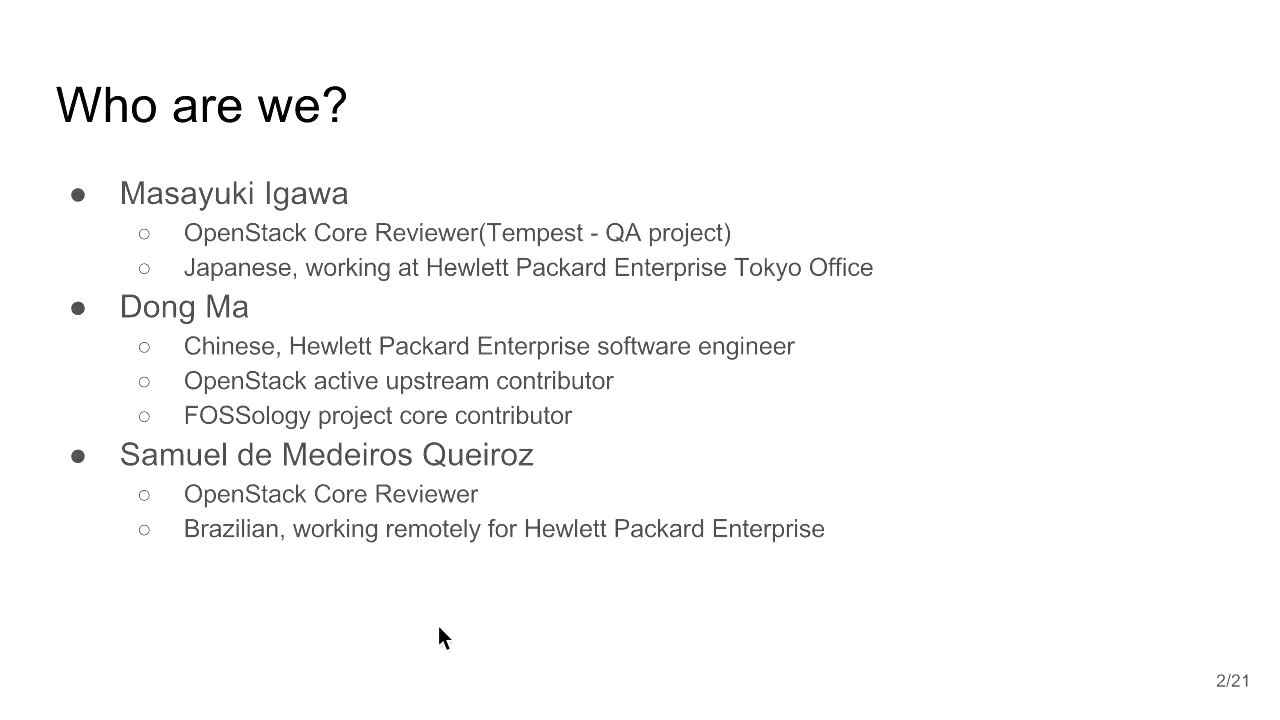 Who are we?
● Masayuki Igawa
○ OpenStack Core Reviewer(Tempest - QA project)
○ Japanese, working at Hewlett Packard Enterprise Tokyo Office
● Dong Ma
○ Chinese, Hewlett Packard Enterprise software engineer
○ OpenStack active upstream contributor
○ FOSSology project core contributor
● Samuel de Medeiros Queiroz
○ OpenStack Core Reviewer
○ Brazilian, working remotely for Hewlett Packard Enterprise
2/21